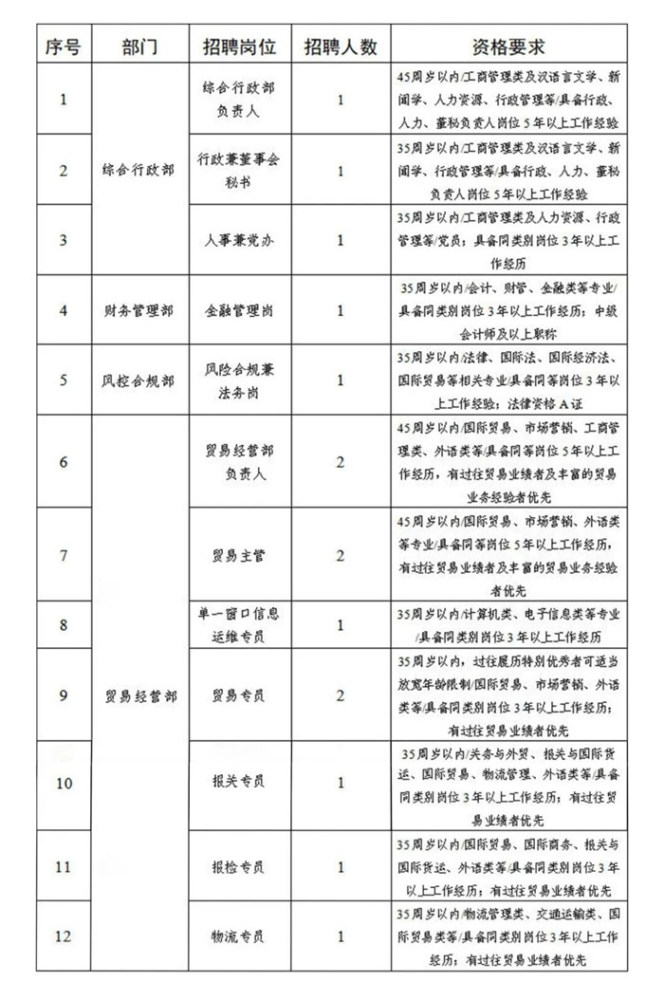 序号 部门 招聘岗位 招聘人数 资格要求
1 综合行政部 综合行政部
负责人 1 45周岁以内/工商管理类及汉语言文学、新
闻学、人力资源、行政管理等/具备行政、
人力、董秘负责人岗位5年以上工作经验
2 行政兼董事会
秘书 1 35周岁以内/工商管理类及汉语言文学、新
闻学、行政管理等/具备行政、人力、董秘
负责人岗位5年以上工作经验
3 人事兼党办 1 35周岁以内/工商管理类及人力资源、行政
管理等/党员；具备同类别岗位3年以上工
作经历
4 财务管理部 金融管理岗 1 35周岁以内/会计、财管、金融类等专业/
具备同类别岗位3年以上工作经历；中级
会计师及以上职称
5 风控合规部 风险合规兼
法务岗 1 35周岁以内/法律、国际法、国际经济法、
国际贸易等相关专业/具备同等岗位3年以
上工作经验；法律资格A证
6 贸易经营部 贸易经营部
负责人 2 45周岁以内/国际贸易、市场营销、工商管
理类、外语类等/具备同等岗位5年以上工
作经历，有过往贸易业绩者及丰富的贸易
业务经验者优先
7 贸易主管 2 45周岁以内/国际贸易、市场营销、外语类
等专业/具备同等岗位5年以上工作经历，
有过往贸易业绩者及丰富的贸易业务经验
者优先
8 单一窗口信息
运维专员 1 35周岁以内/计算机类、电子信息类等专业
/具备同类别岗位3年以上工作经历
9 贸易专员 2 35周岁以内，过往履历特别优秀者可适当
放宽年龄限制/国际贸易、市场营销、外语
类等/具备同类别岗位3年以上工作经历；
有过往贸易业绩者优先
10 报关专员 1 35周岁以内/关务与外贸、报关与国际货
运、国际贸易、物流管理、外语类等/具备
同类别岗位3年以上工作经历；有过往贸
易业绩者优先
11 报检专员 1 35周岁以内/国际贸易、国际商务、报关与
国际货运、外语类等/具备同类别岗位3年
以上工作经历；有过往贸易业绩者优先
12 物流专员 1 35周岁以内/物流管理类、交通运输类、国
际贸易类等/具备同类别岗位3年以上工作
经历；有过往贸易业绩者优先